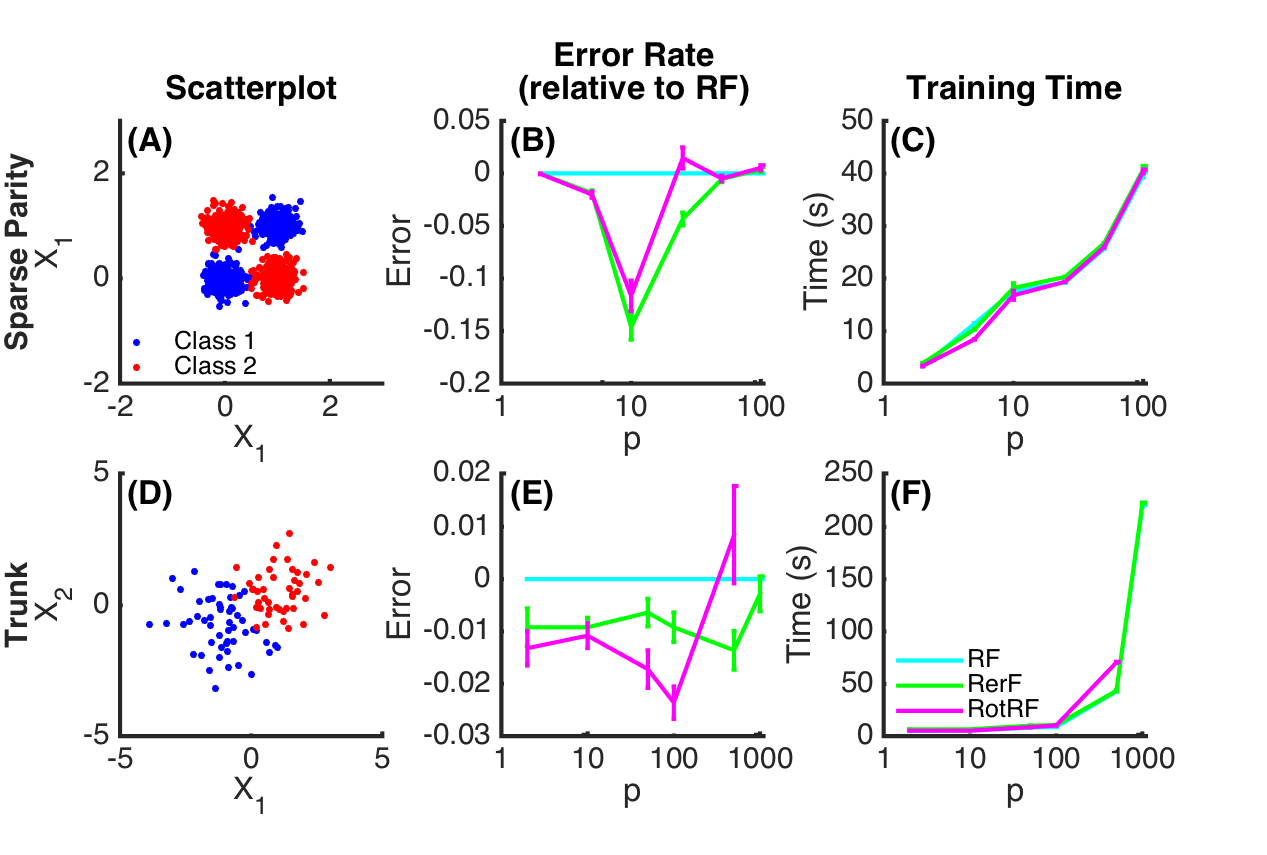 Scatterplot
Error Rate
(relative to RF)
Training Time
Sparse Parity
(A)
2
0
-2
-2 0 2
X1
X1
Class 1
Class 2
(B)
0.05
0
-0.05
-0.1
-0.15
-0.2
1 10 100
Error
p
(C)
50
40
30
20
10
0
1 10 100
Time (s)
p
Trunk
(D)
5
0
-5
-5 0 5
X2
X1
(E)
0.02
0.01
0
-0.01
-0.02
-0.03
1 10 100 1000
Error
p
(F)
250
200
150
100
50
0
1 10 100 1000
Time (s)
p
RF
RerF
RotRF